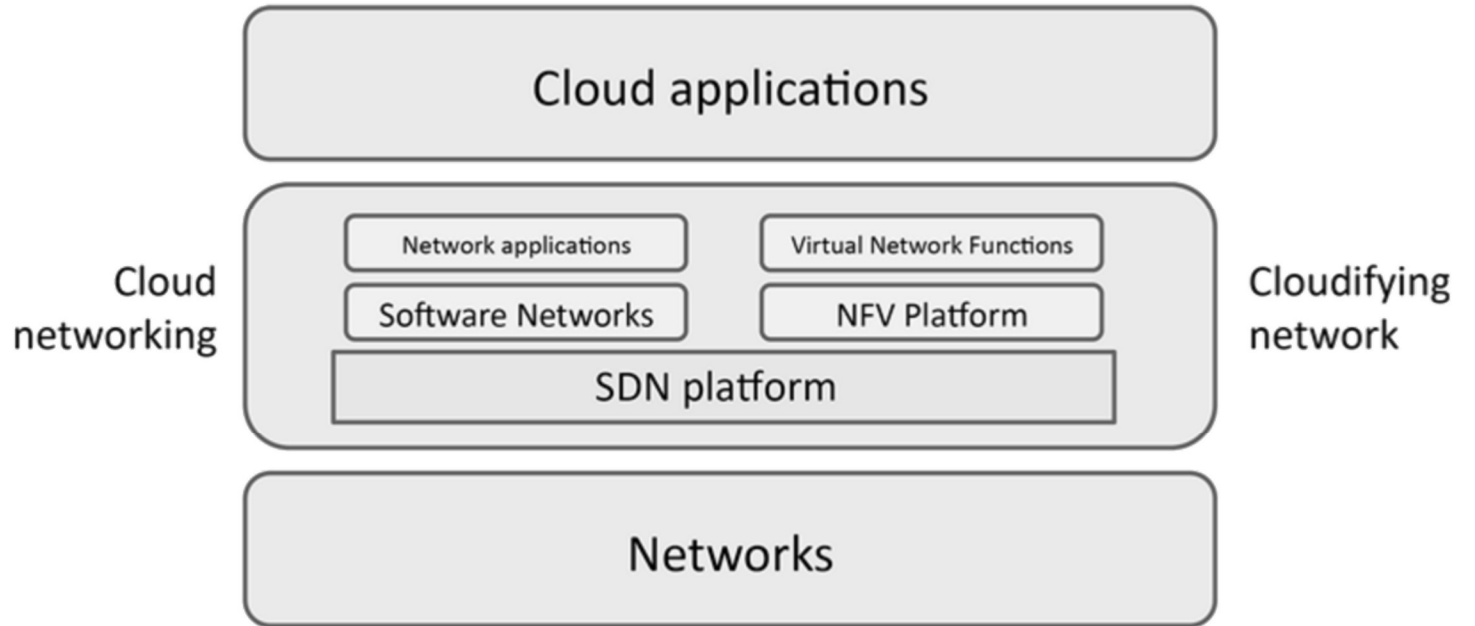 Cloud applications
Network applications
Virtual Network Functions
Cloud
networking
Software Networks
NFV Platform
Cloudifying
network
SDN platform
Networks